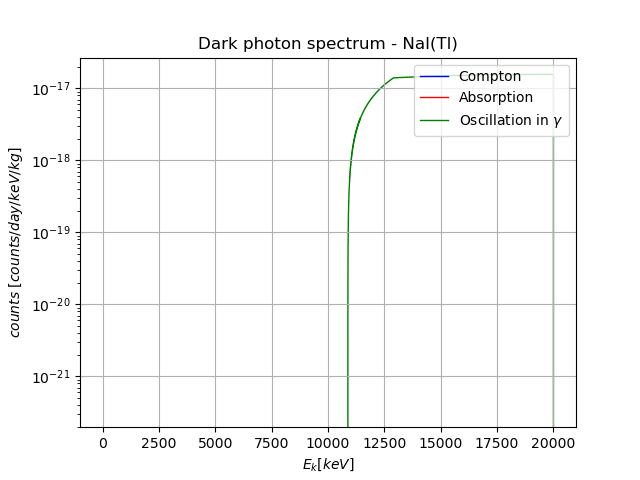 Dark photon spectrum - NaI(Tl)
counts [counts/day/keV/kg]
10⁻¹⁷
10⁻¹⁸
10⁻¹⁹
10⁻²⁰
10⁻²¹
Compton
Absorption
Oscillation in γ
0 2500 5000 7500 10000 12500 15000 17500 20000
Eₖ[keV]